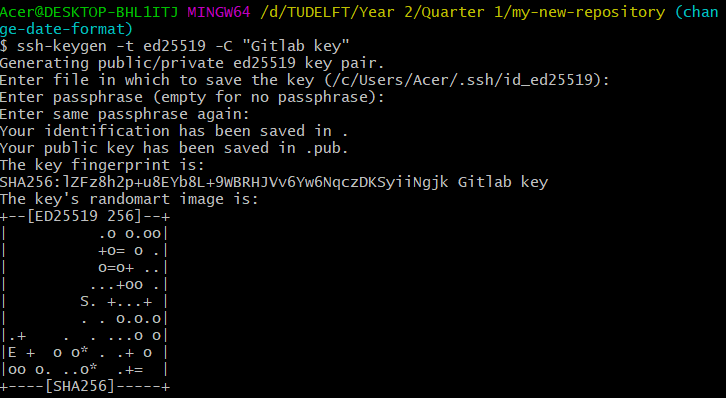 Acer@DESKTOP-BHL1ITJ MINGW64 /d/TUDELFT/Year 2/Quarter 1/my-new-repository (chan
ge-date-format)
$ ssh-keygen -t ed25519 -C "Gitlab key"
Generating public/private ed25519 key pair.
Enter file in which to save the key (/c/Users/Acer/.ssh/id_ed25519):
Enter passphrase (empty for no passphrase):
Enter same passphrase again:
Your identification has been saved in .
Your public key has been saved in .pub.
The key fingerprint is:
SHA256:lZFz8h2p+u8EYb8L+9WBRHJVv6Yw6NqczDKSyiiNgjk Gitlab key
The key's randomart image is:
+--[ED25519 256]--+
|          .o o.oo|
|          +o= o .|
|          o=o+ ..|
|         ...+oo .|
|        S. +...+ |
|        . . o.o.o|
|.+    .  . ...o o|
|E +  o o* . .+ o |
|oo o. ..o*  .+=  |
+----[SHA256]-----+